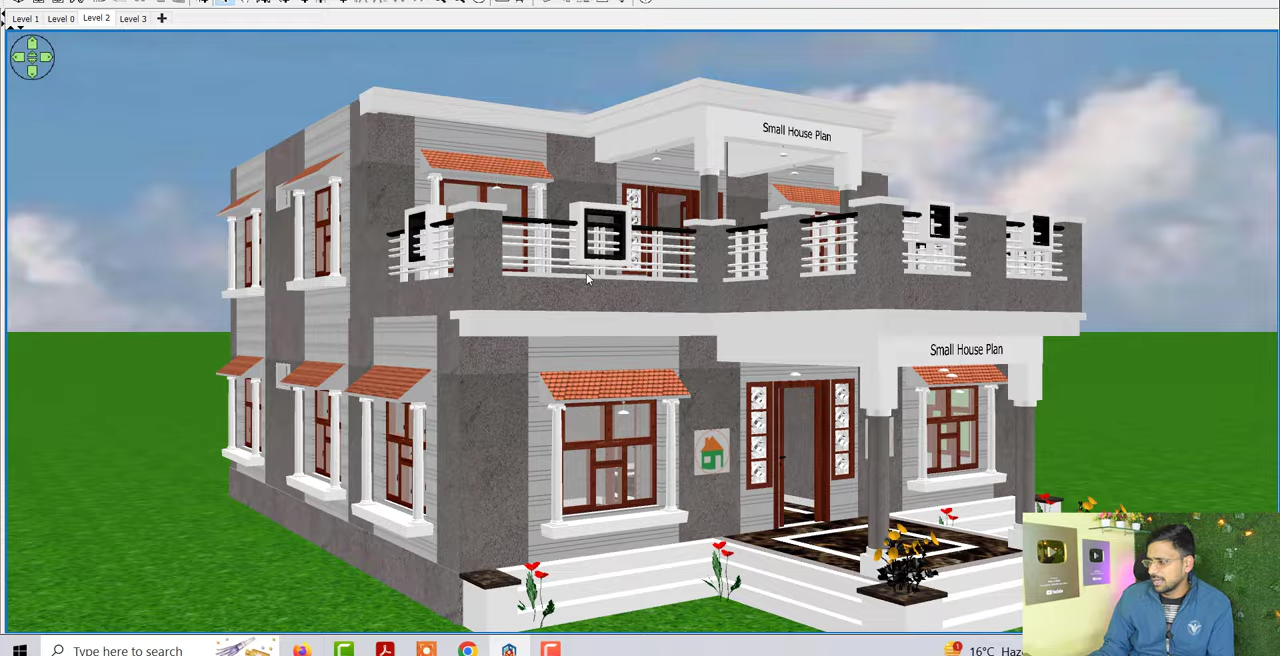 Level 1 Level 0 Level 2 Level 3
Small House Plan
Small House Plan
Type here to search
16°C Haze